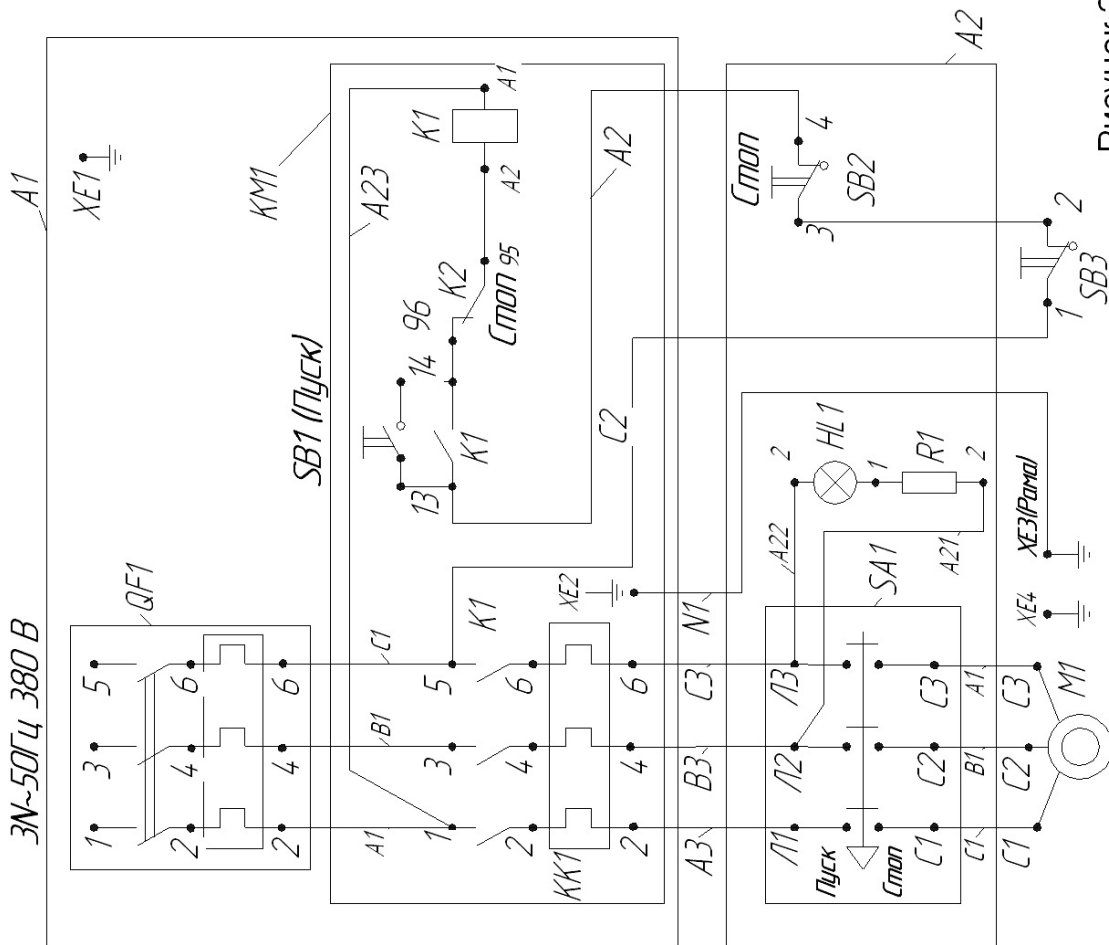 3N~50Гц 380 В
A1
XE1
QF1
1
3
5
2
4
6
2
4
6
KM1
A1
B1
C1
A23
SB1 (Пуск)
K1
A1
A2
K2
Стоп 95
96
14
13
K1
A2
C2
1
3
5
K1
2
4
6
KK1
2
4
6
XE2
A3
B3
C3
N1
A2
Стоп
4
3
SB2
2
1
SB3
Л1
Л2
Л3
A22
2
HL1
1
R1
2
A21
SA1
Пуск
Стоп
C1
C2
C3
C1
B1
A1
C1
C2
C3
M1
XE4
XE3(Рама)